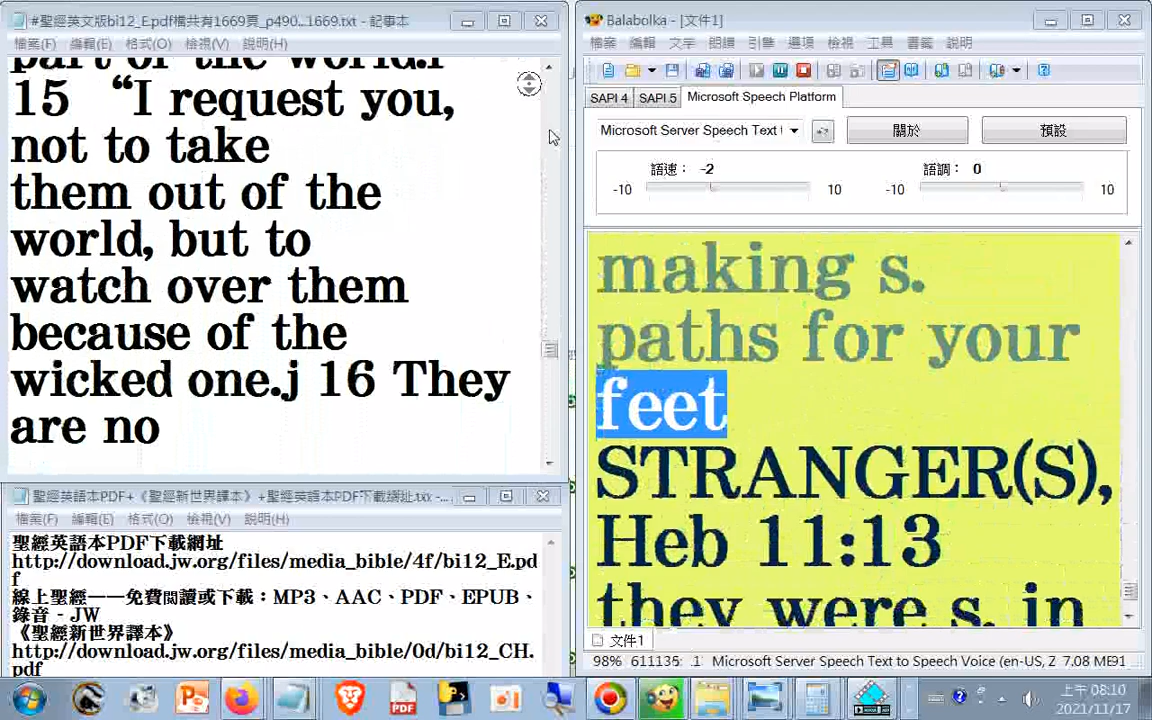 #聖經英文版bi12_E.pdf檔共有1669頁_p490...1669.txt - 記事本
檔案(F) 編輯(E) 格式(O) 檢視(V) 說明(H)
part of the world.i
15 “I request you,
not to take
them out of the
world, but to
watch over them
because of the
wicked one.j 16 They
are no
聖經英語本PDF+《聖經新世界譯本》+聖經英語本PDF下載網址.txt -...
檔案(F) 編輯(E) 格式(O) 檢視(V) 說明(H)
聖經英語本PDF下載網址
http://download.jw.org/files/media_bible/4f/bi12_E.pd
f
線上聖經——免費閱讀或下載：MP3、AAC、PDF、EPUB、
錄音 - JW
《聖經新世界譯本》
http://download.jw.org/files/media_bible/0d/bi12_CH.
pdf
Balabolka - [文件1]
檔案 編輯 文字 朗讀 引擎 選項 檢視 工具 書籤 說明
SAPI 4 SAPI 5 Microsoft Speech Platform
Microsoft Server Speech Text 關於 預設
語速： -2 語調： 0
-10 10 -10 10
making s.
paths for your
feet
STRANGER(S),
Heb 11:13
they were s. in
文件1
98% 611135: .1 Microsoft Server Speech Text to Speech Voice (en-US, Z 7.08 ME91
上午 08:10
2021/11/17